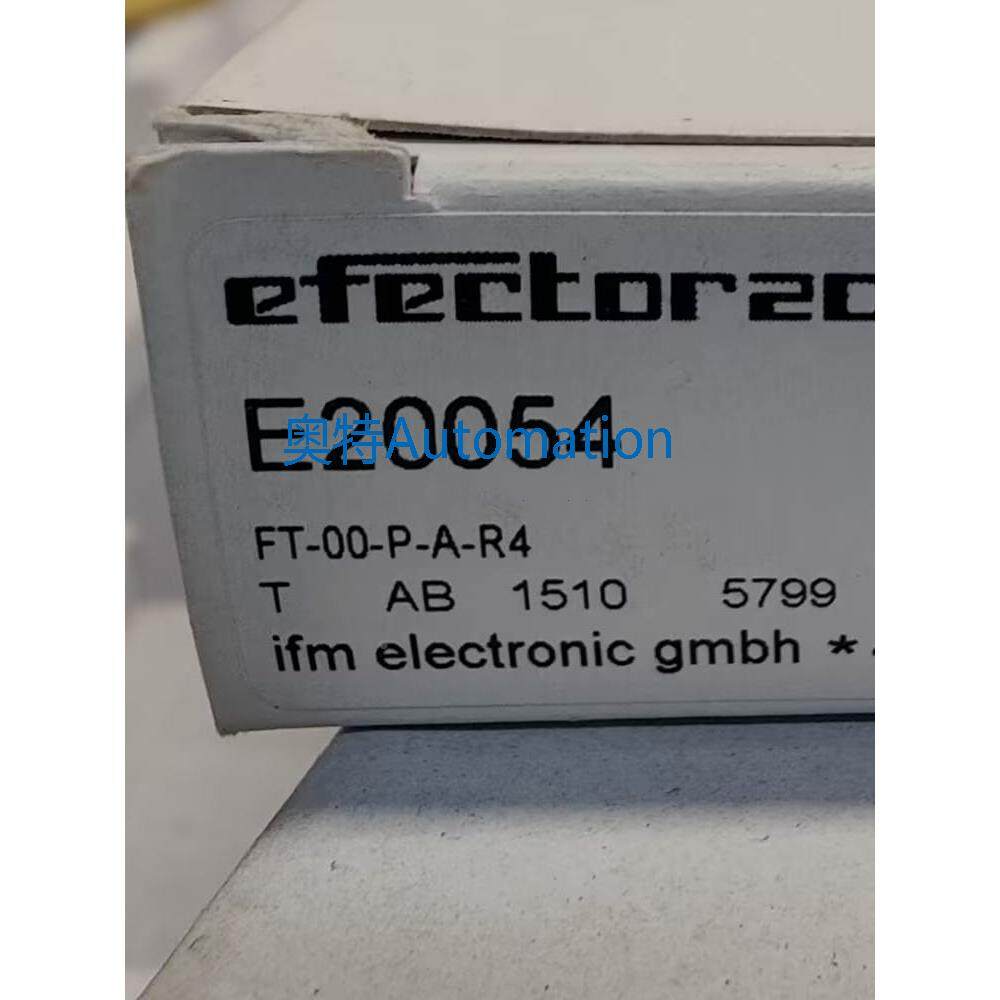 efector200
E20054
奥特Automation
FT-00-P-A-R4
T AB 1510 5799
ifm electronic gmbh *